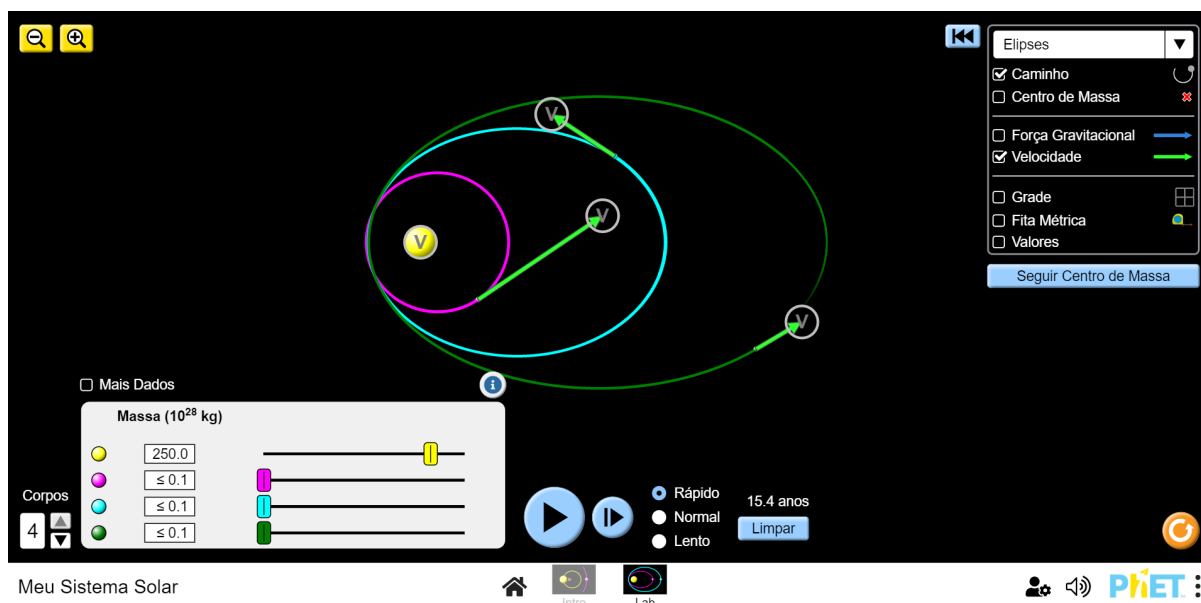 Elipses
Caminho
Centro de Massa
Força Gravitacional
Velocidade
Grade
Fita Métrica
Valores
Seguir Centro de Massa
V
V
V
V
Mais Dados
i
Massa (10²⁸ kg)
250.0
≤ 0.1
≤ 0.1
≤ 0.1
Corpos
4
Rápido
Normal
Lento
15.4 anos
Limpar
Meu Sistema Solar
Intro
Lab
PhET